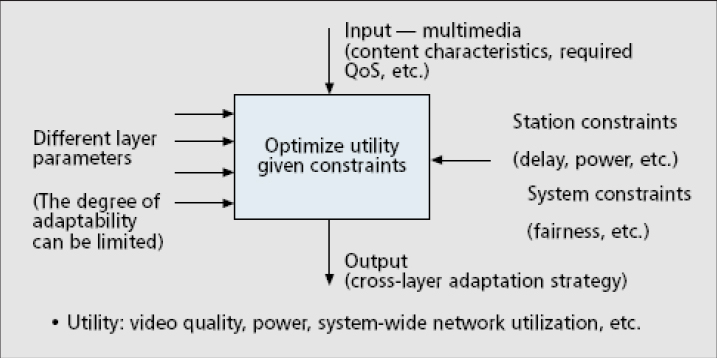 Input — multimedia
(content characteristics, required
QoS, etc.)
Different layer
parameters
(The degree of
adaptability
can be limited)
Optimize utility
given constraints
Station constraints
(delay, power, etc.)
System constraints
(fairness, etc.)
Output
(cross-layer adaptation strategy)
• Utility: video quality, power, system-wide network utilization, etc.